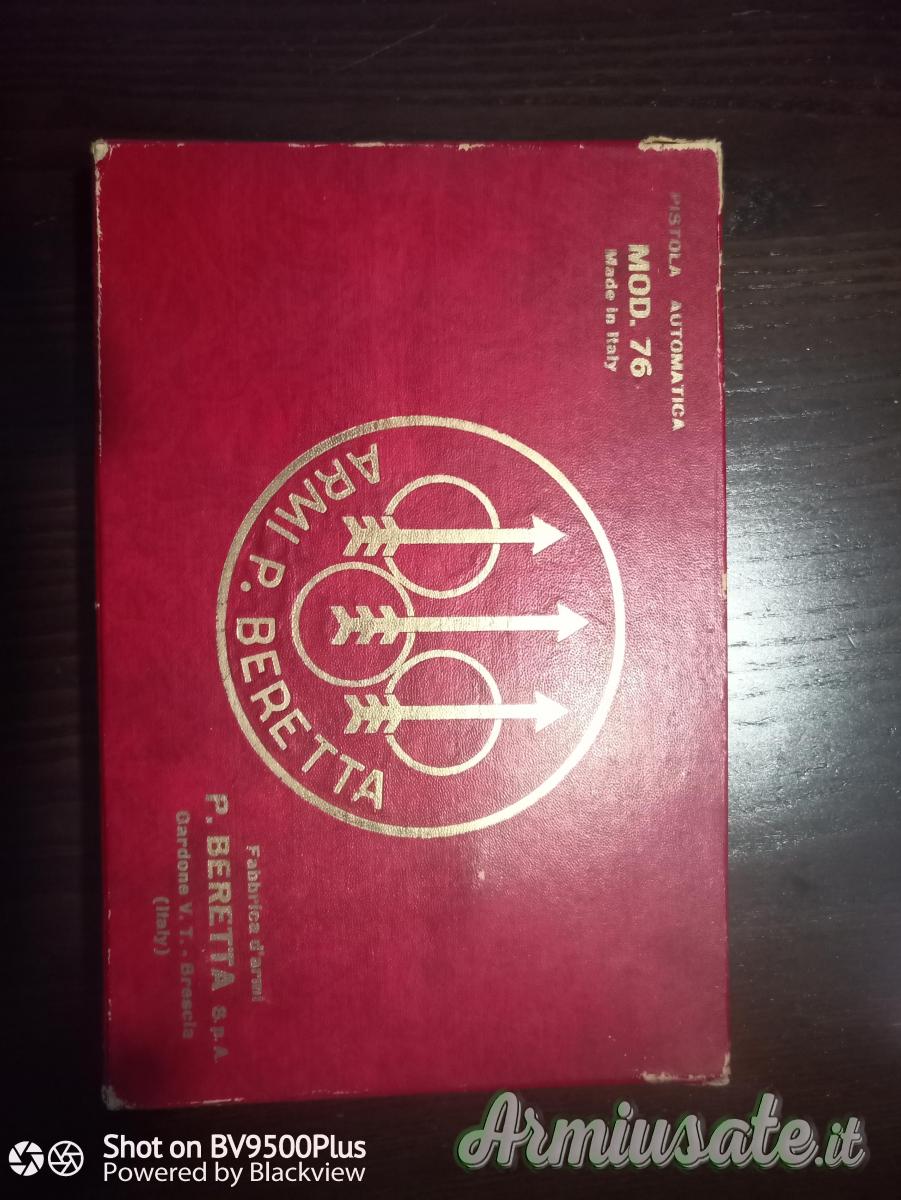 PISTOLA AUTOMATICA
MOD. 76
Made in Italy
ARMI P. BERETTA
Fabbrica d'armi
P. BERETTA S.p.A.
Gardone V. T. - Brescia
(Italy)
Shot on BV9500Plus
Powered by Blackview
Armiusate.it